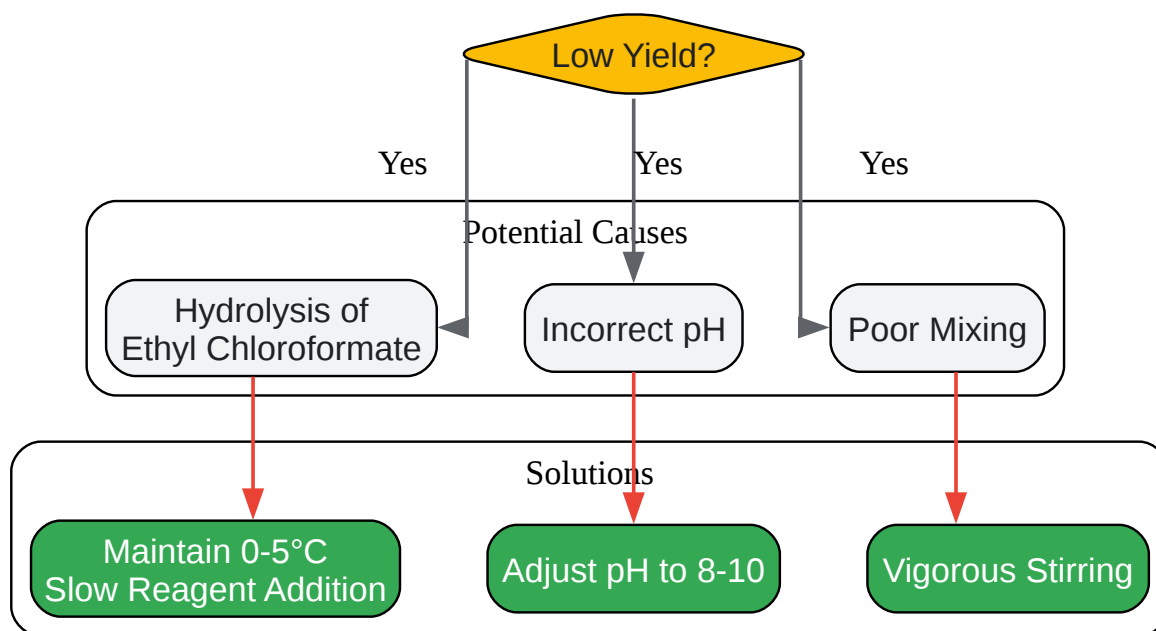 Low Yield?
Yes
Yes
Yes
Potential Causes
Hydrolysis of
Ethyl Chloroformate
Incorrect pH
Poor Mixing
Solutions
Maintain 0-5°C
Slow Reagent Addition
Adjust pH to 8-10
Vigorous Stirring